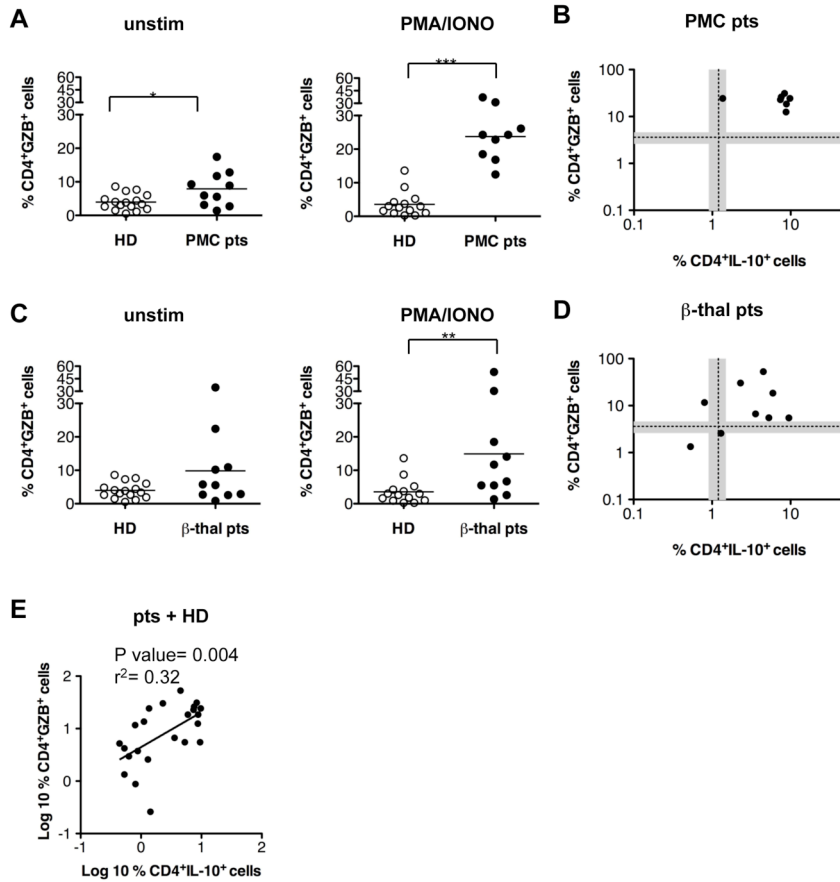 A
unstim
% CD4+GZB+ cells
60
45
30
30
20
10
0
*
HD
PMC pts
PMA/IONO
% CD4+GZB+ cells
60
45
30
30
20
10
0
***
HD
PMC pts
B
PMC pts
% CD4+GZB+ cells
100
10
1
0.1
0.1
1
10
% CD4+IL-10+ cells
C
unstim
% CD4+GZB+ cells
60
45
30
30
20
10
0
HD
β-thal pts
PMA/IONO
% CD4+GZB+ cells
60
45
30
30
20
10
0
**
HD
β-thal pts
D
β-thal pts
% CD4+GZB+ cells
100
10
1
0.1
0.1
1
10
% CD4+IL-10+ cells
E
pts + HD
P value= 0.004
r2= 0.32
Log 10 % CD4+GZB+ cells
2
1
0
-1
-1
0
1
2
Log 10 % CD4+IL-10+ cells